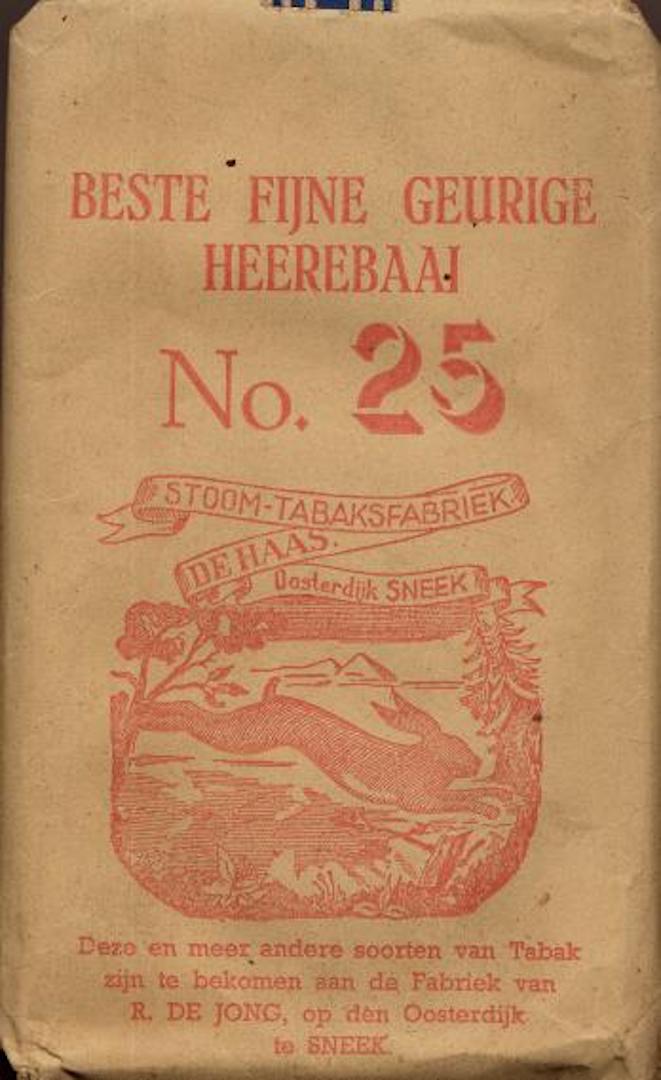 BESTE FIJNE GEURIGE
HEEREBAAI
No. 25
STOOM-TABAKSFABRIEK
DE HAAS.
Oosterdijk SNEEK
Deze en meer andere soorten van Tabak
zijn te bekomen aan de Fabriek van
R. DE JONG, op den Oosterdijk
te SNEEK.